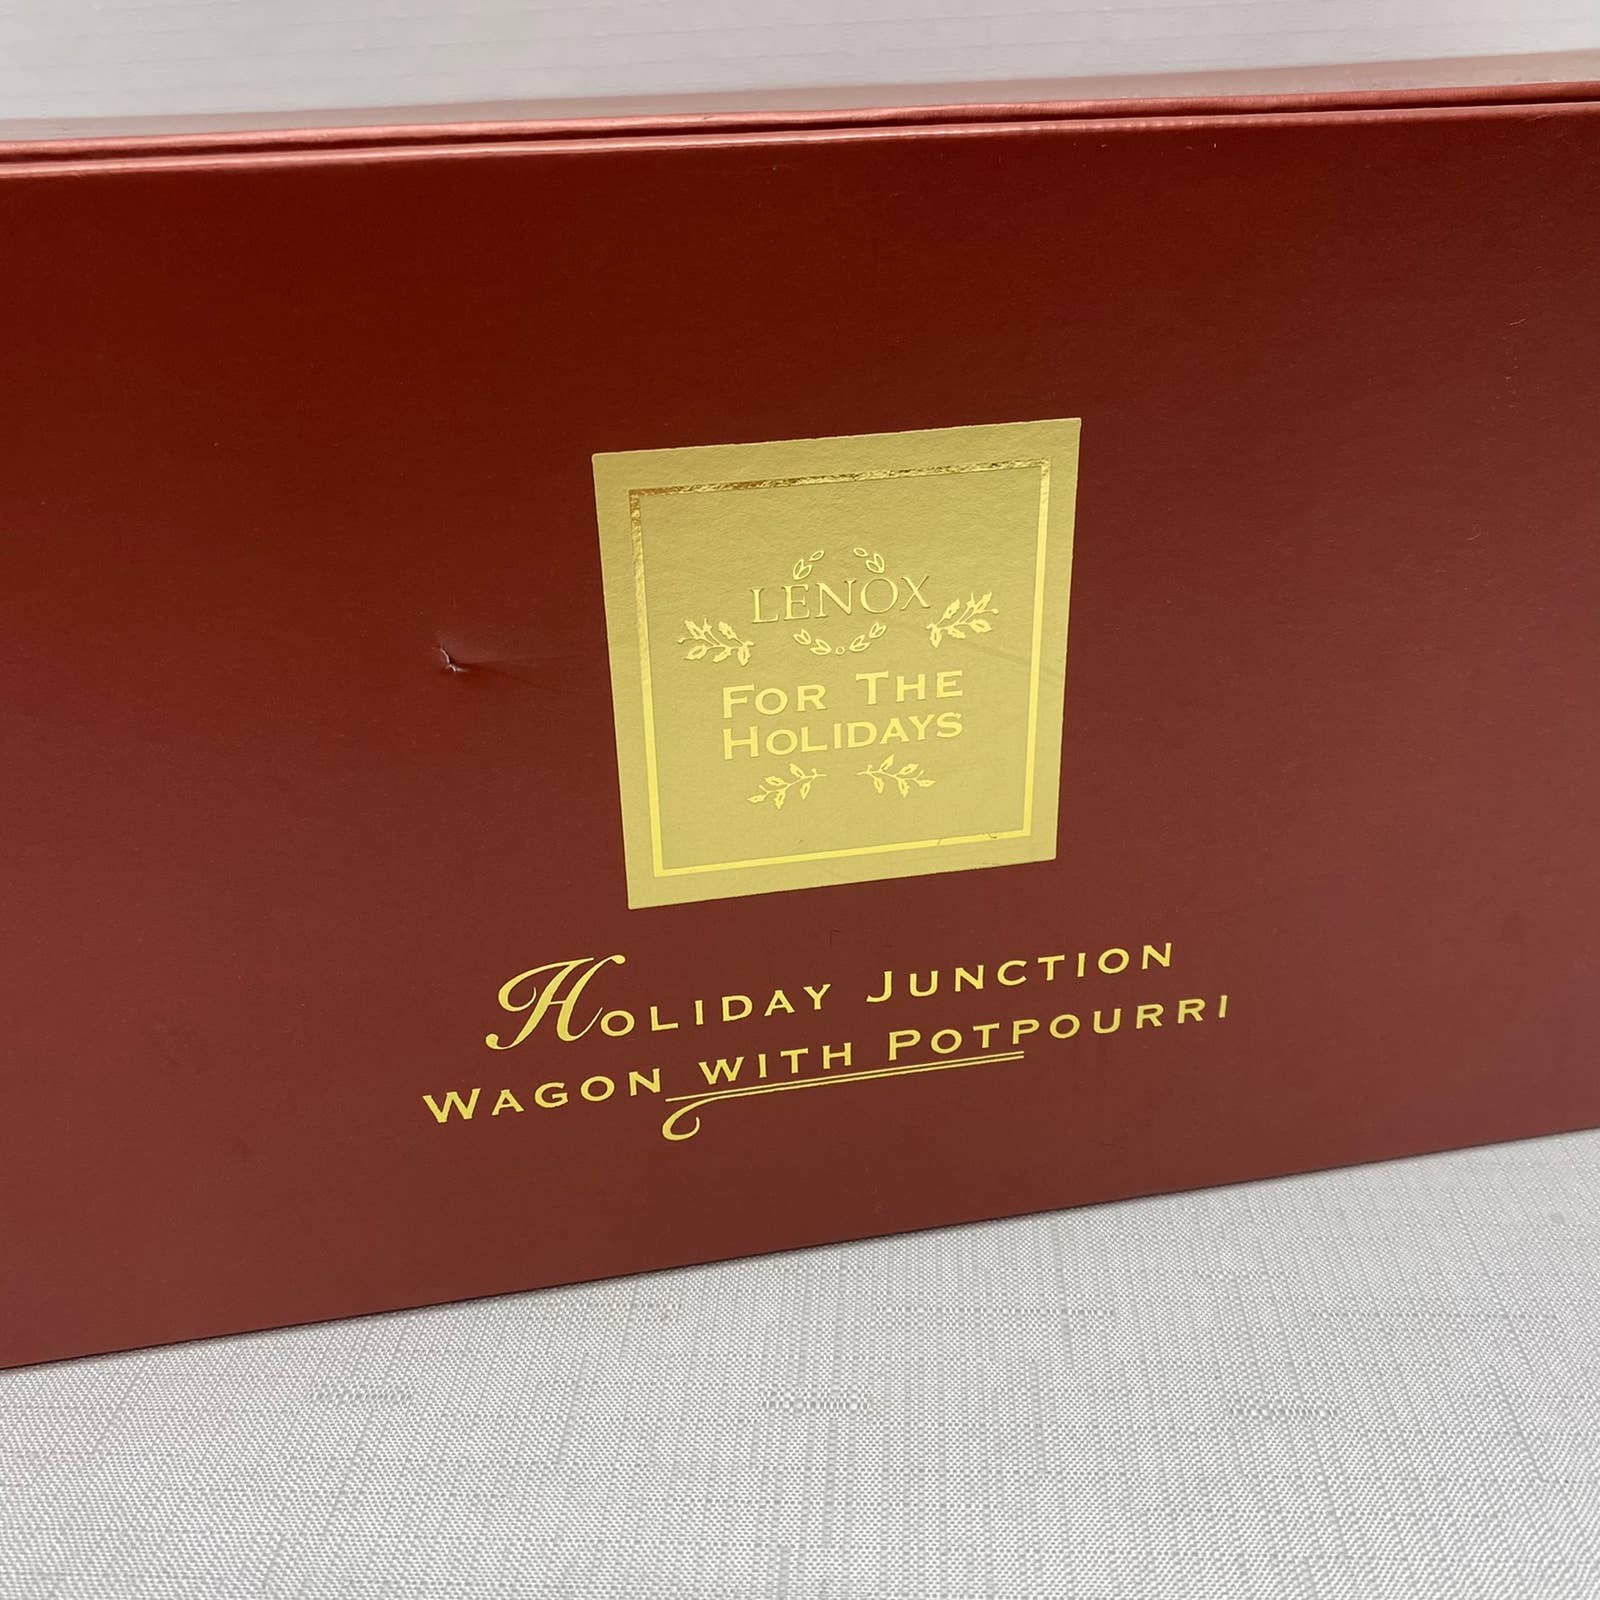 LENOX
FOR THE
HOLIDAYS
HOLIDAY JUNCTION
WAGON WITH POTPOURRI